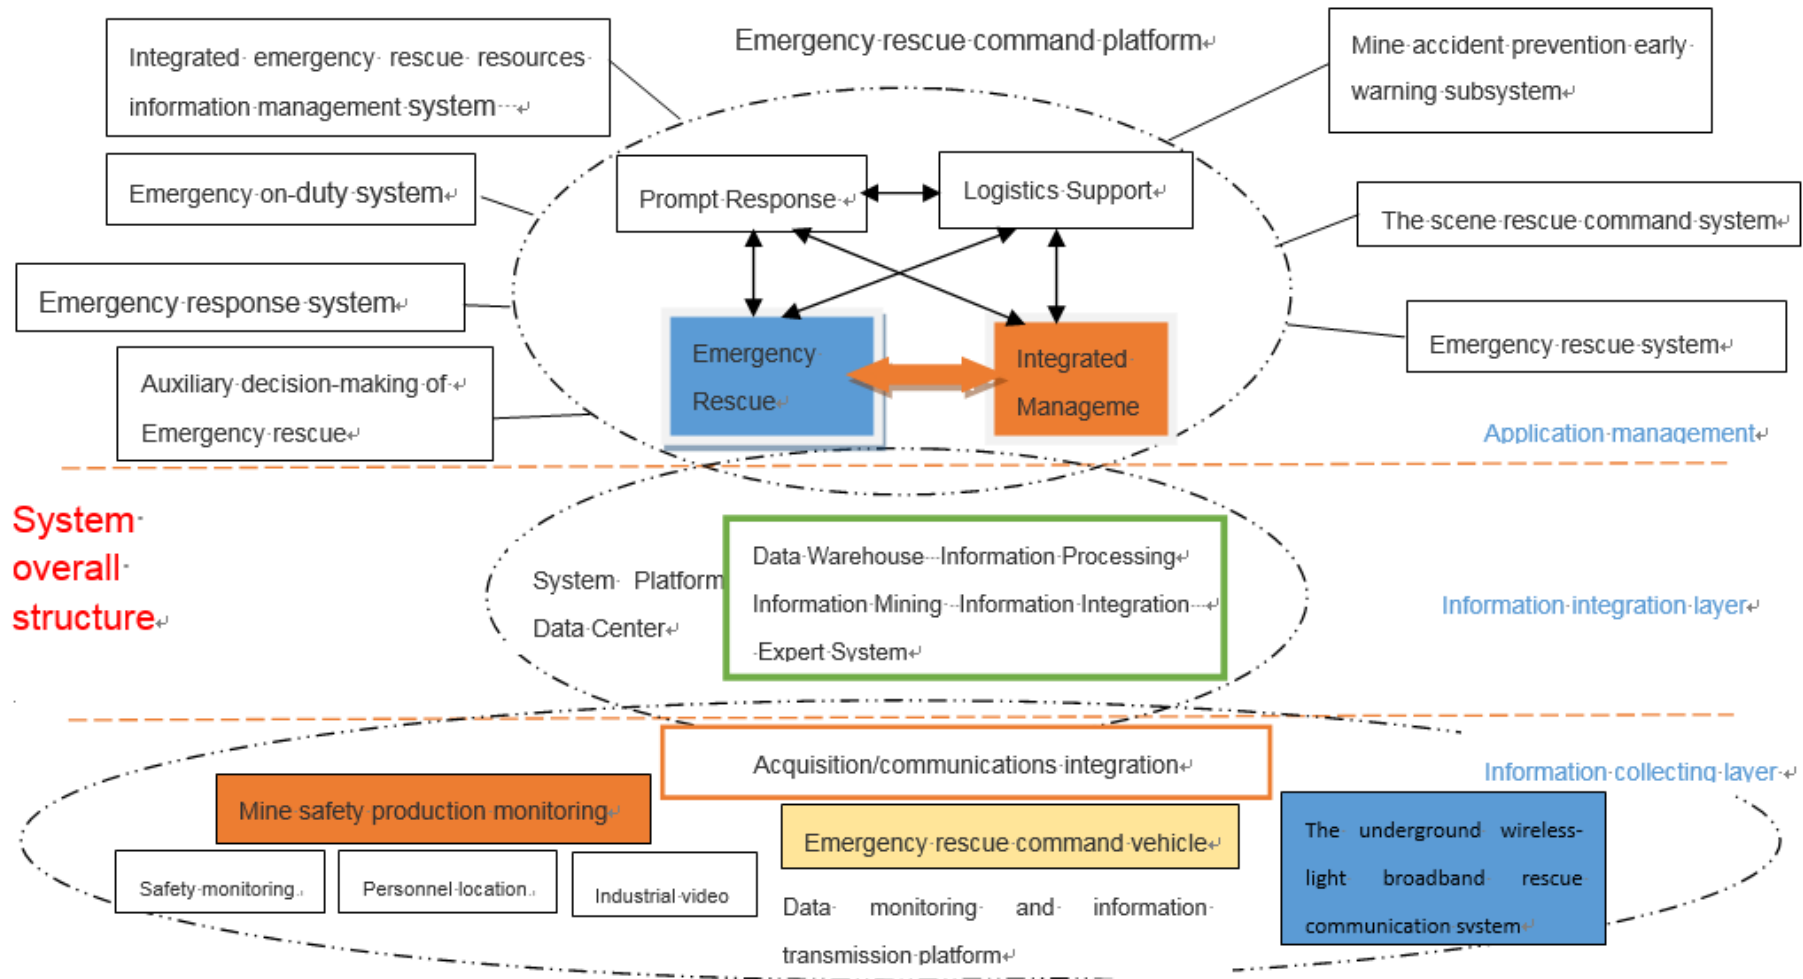 Emergency rescue command platform
Integrated emergency rescue resources
information management system
Mine accident prevention early
warning subsystem
Emergency on-duty system
Prompt Response
Logistics Support
The scene rescue command system
Emergency response system
Emergency rescue system
Auxiliary decision-making of
Emergency rescue
Emergency
Rescue
Integrated
Manageme
Application management
System
overall
structure
System Platform
Data Center
Data Warehouse Information Processing
Information Mining Information Integration
Expert System
Information integration layer
Acquisition/communications integration
Information collecting layer
Mine safety production monitoring
Safety monitoring
Personnel location
Industrial video
Emergency rescue command vehicle
Data monitoring and information
transmission platform
The underground wireless-
light broadband rescue
communication system